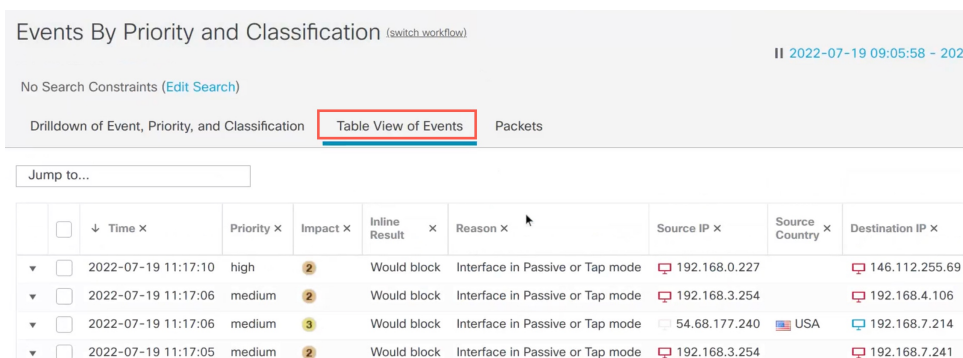 Events By Priority and Classification (switch workflow)
2022-07-19 09:05:58 - 202
No Search Constraints (Edit Search)
Drilldown of Event, Priority, and Classification Table View of Events Packets
Jump to...
Time × Priority × Impact × Inline Result × Reason × Source IP × Source Country × Destination IP ×
2022-07-19 11:17:10 high 2 Would block Interface in Passive or Tap mode 192.168.0.227 146.112.255.69
2022-07-19 11:17:06 medium 2 Would block Interface in Passive or Tap mode 192.168.3.254 192.168.4.106
2022-07-19 11:17:06 medium 3 Would block Interface in Passive or Tap mode 54.68.177.240 USA 192.168.7.214
2022-07-19 11:17:05 medium 2 Would block Interface in Passive or Tap mode 192.168.3.254 192.168.7.241